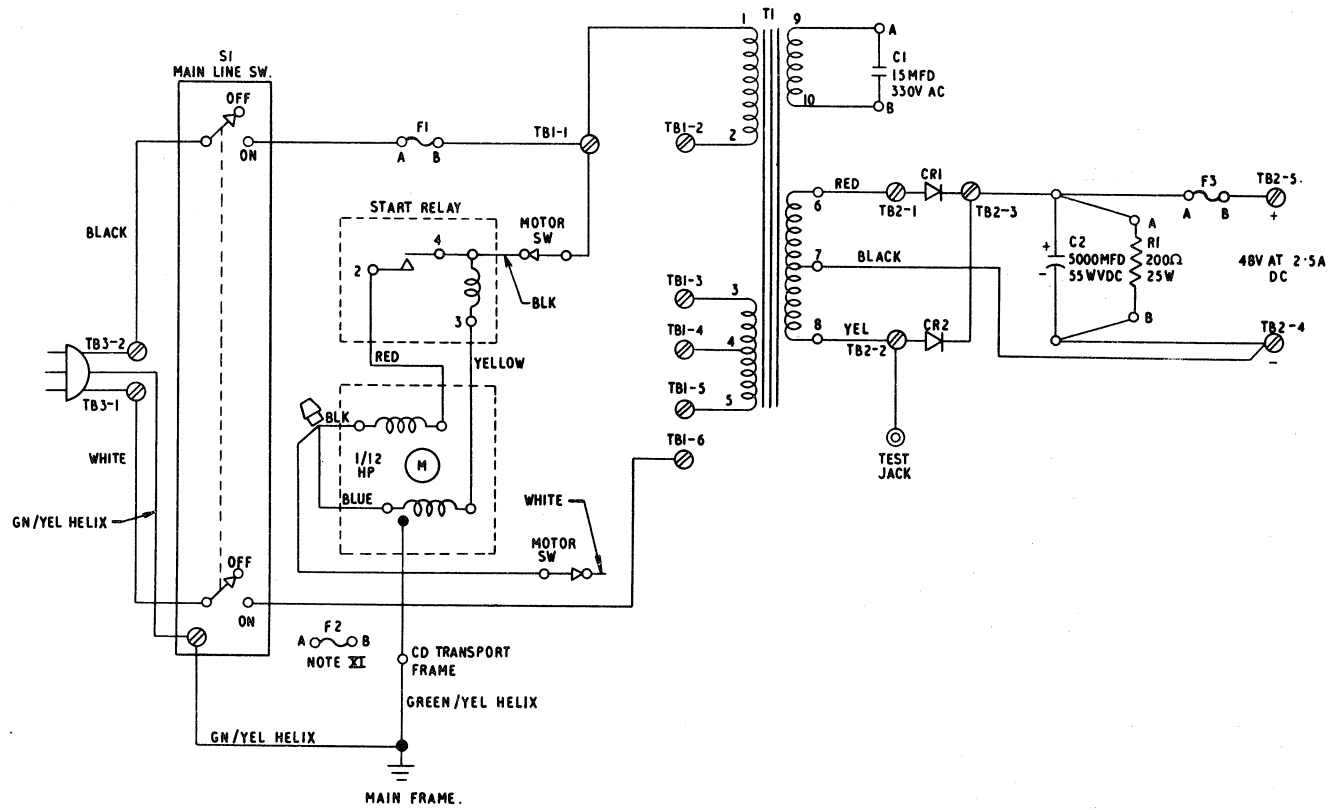 S1
MAIN LINE SW.
OFF
ON
F1
A B
TB1-1
1 T1 9
A
C1
15MFD
330V AC
10
B
TB1-2
2
BLACK
START RELAY
MOTOR
SW
4
2
BLK
3
RED
YELLOW
6
RED
TB2-1
CR1
TB2-3
F3
A B
TB2-5.
+
A
+
C2
5000MFD
55WVDC
-
R1
200Ω
25W
B
48V AT 2·5A
DC
7
BLACK
8
YEL
TB2-2
CR2
TB2-4
-
TEST
JACK
TB1-3
3
TB1-4
4
TB1-5
5
TB1-6
TB3-2
TB3-1
WHITE
GN/YEL HELIX
BLK
1/12
HP
M
BLUE
WHITE
MOTOR
SW
OFF
ON
F2
A B
NOTE XI
CD TRANSPORT
FRAME
GREEN/YEL HELIX
GN/YEL HELIX
MAIN FRAME.